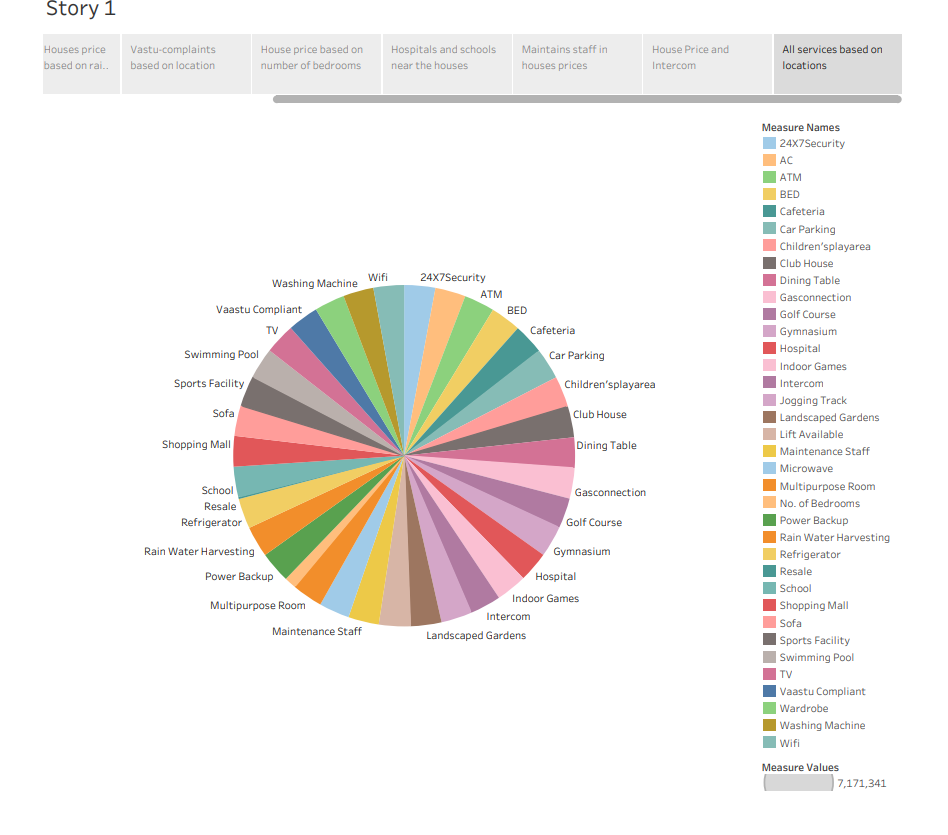 Story 1
Houses price
based on rai..
Vastu-complaints
based on location
House price based on
number of bedrooms
Hospitals and schools
near the houses
Maintains staff in
houses prices
House Price and
Intercom
All services based on
locations
Wifi
24X7Security
Washing Machine
ATM
Vaastu Compliant
BED
TV
Cafeteria
Swimming Pool
Car Parking
Sports Facility
Children'splayarea
Sofa
Club House
Shopping Mall
Dining Table
School
Gasconnection
Resale
Refrigerator
Golf Course
Rain Water Harvesting
Gymnasium
Power Backup
Hospital
Multipurpose Room
Indoor Games
Intercom
Maintenance Staff
Landscaped Gardens
Measure Names
24X7Security
AC
ATM
BED
Cafeteria
Car Parking
Children'splayarea
Club House
Dining Table
Gasconnection
Golf Course
Gymnasium
Hospital
Indoor Games
Intercom
Jogging Track
Landscaped Gardens
Lift Available
Maintenance Staff
Microwave
Multipurpose Room
No. of Bedrooms
Power Backup
Rain Water Harvesting
Refrigerator
Resale
School
Shopping Mall
Sofa
Sports Facility
Swimming Pool
TV
Vaastu Compliant
Wardrobe
Washing Machine
Wifi
Measure Values
7,171,341